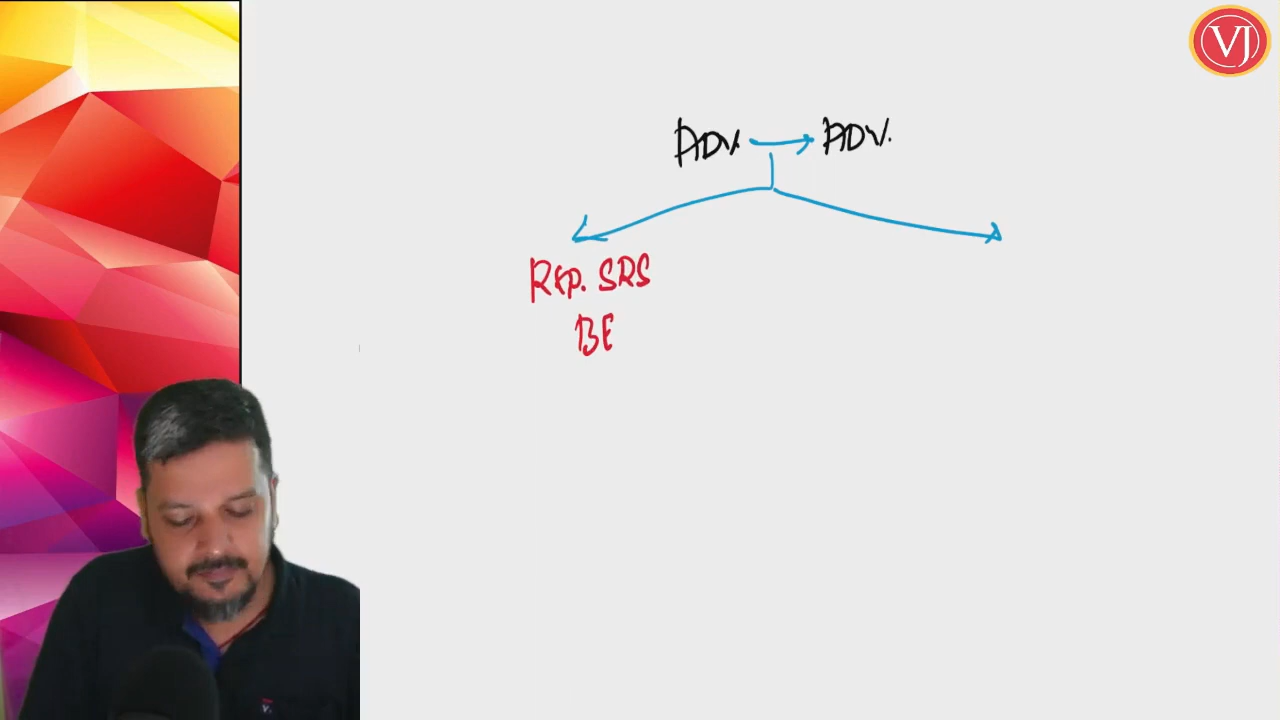 VJ
ADV. → ADV.
Rep. SRS
BE